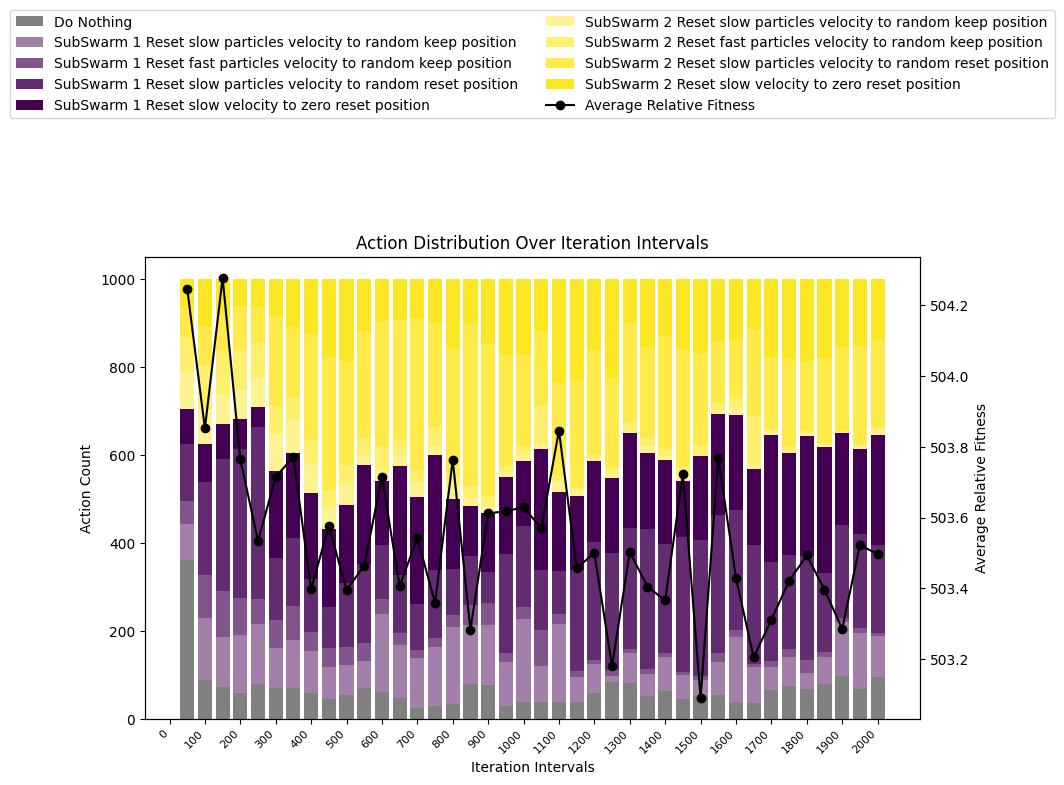 Do Nothing
SubSwarm 1 Reset slow particles velocity to random keep position
SubSwarm 1 Reset fast particles velocity to random keep position
SubSwarm 1 Reset slow particles velocity to random reset position
SubSwarm 1 Reset slow velocity to zero reset position
SubSwarm 2 Reset slow particles velocity to random keep position
SubSwarm 2 Reset fast particles velocity to random keep position
SubSwarm 2 Reset slow particles velocity to random reset position
SubSwarm 2 Reset slow velocity to zero reset position
Average Relative Fitness
Action Distribution Over Iteration Intervals
Action Count
1000
800
600
400
200
0
504.2
504.0
503.8
503.6
503.4
503.2
Average Relative Fitness
0 100 200 300 400 500 600 700 800 900 1000 1100 1200 1300 1400 1500 1600 1700 1800 1900 2000
Iteration Intervals